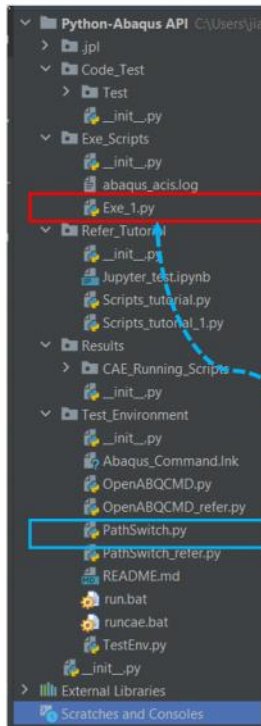 Python-Abaqus API C:\Users\jia
.jpl
Code_Test
Test
__init__.py
Exe_Scripts
__init__.py
abaqus_acis.log
Exe_1.py
Refer_Tutorial
__init__.py
Jupyter_test.ipynb
Scripts_tutorial.py
Scripts_tutorial_1.py
Results
CAE_Running_Scripts
__init__.py
Test_Environment
__init__.py
Abaqus_Command.lnk
OpenABQCMD.py
OpenABQCMD_refer.py
PathSwitch.py
PathSwitch_refer.py
README.md
run.bat
runcae.bat
TestEnv.py
__init__.py
External Libraries
Scratches and Consoles